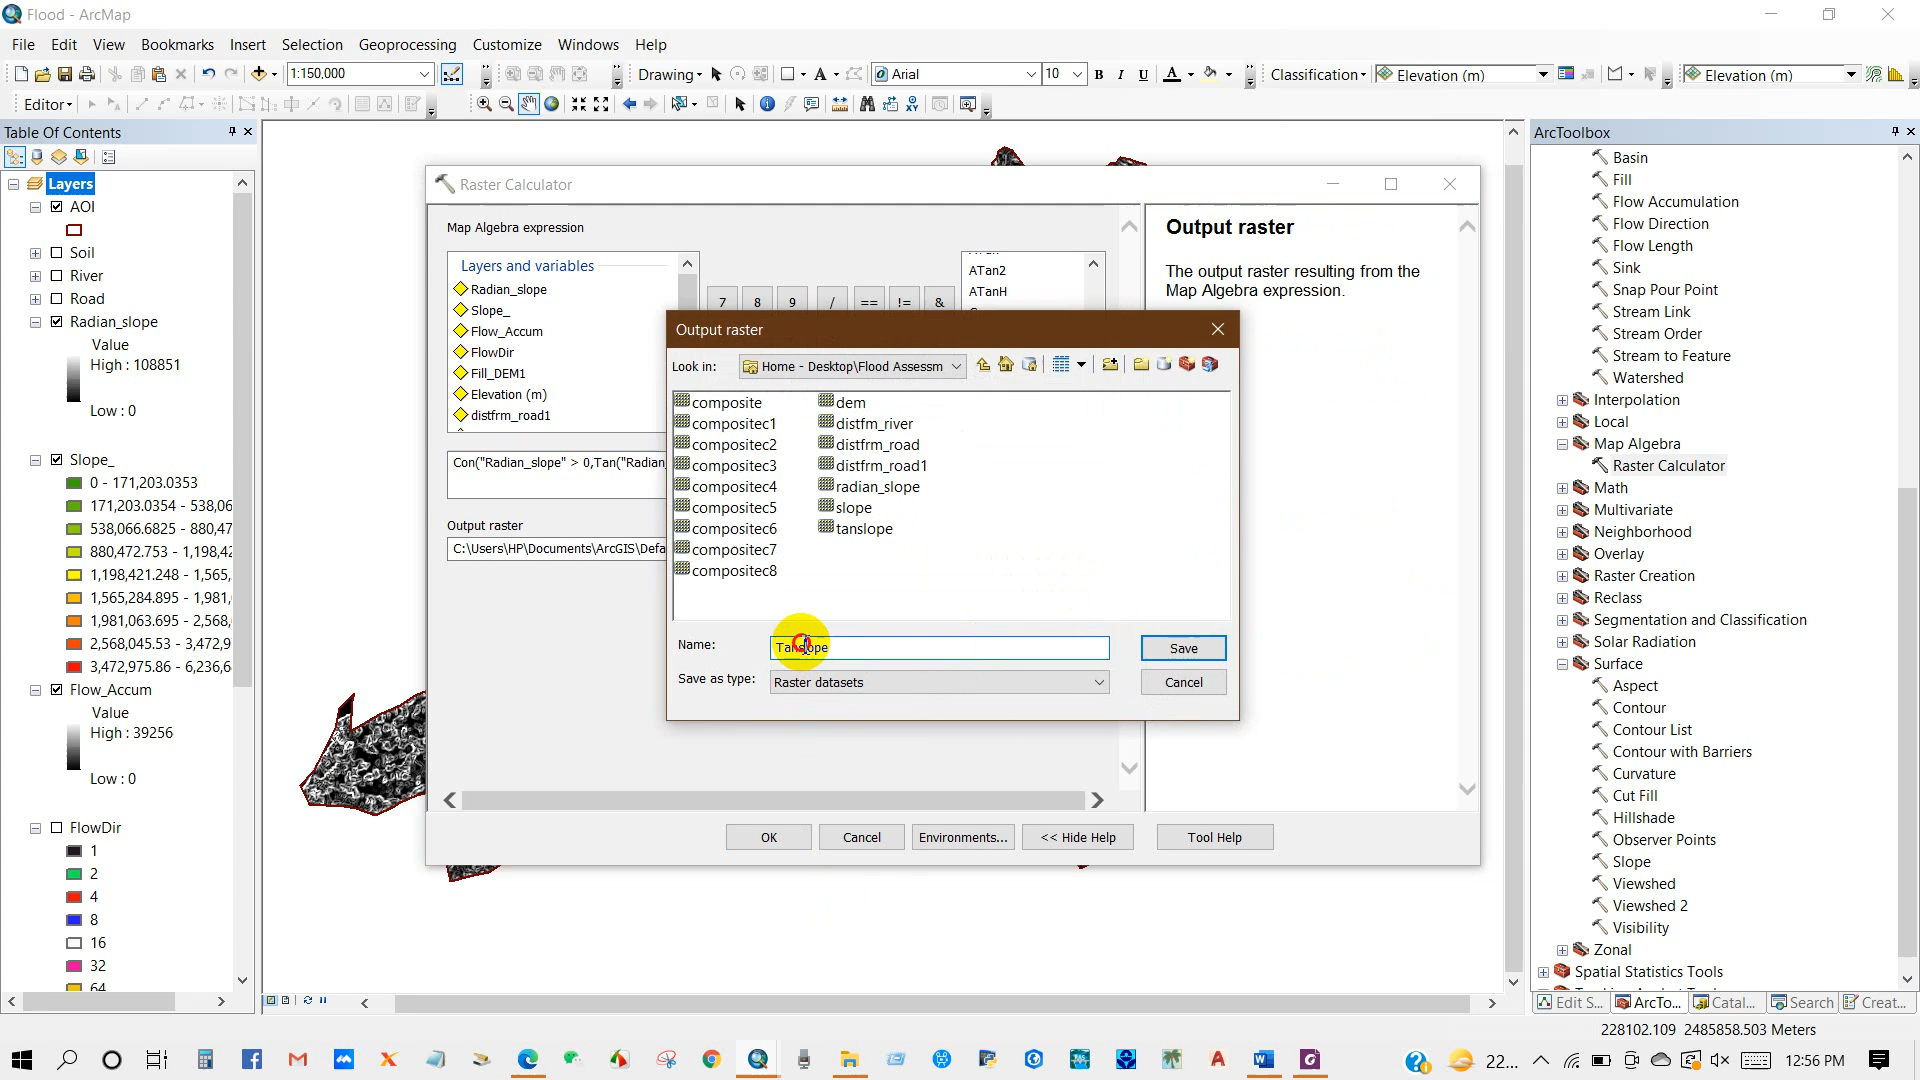 Flood - ArcMap
File Edit View Bookmarks Insert Selection Geoprocessing Customize Windows Help
1:150,000 Drawing Arial 10 B I U A Classification Elevation (m) Elevation (m)
Editor
Table Of Contents
Layers
AOI
Soil
River
Road
Radian_slope
Value
High : 108851
Low : 0
Slope_
0 - 171,203.0353
171,203.0354 - 538,06
538,066.6825 - 880,47
880,472.753 - 1,198,42
1,198,421.248 - 1,565,
1,565,284.895 - 1,981,
1,981,063.695 - 2,568,
2,568,045.53 - 3,472,9
3,472,975.86 - 6,236,6
Flow_Accum
Value
High : 39256
Low : 0
FlowDir
1
2
4
8
16
32
64
Raster Calculator
Map Algebra expression
Layers and variables
Radian_slope
Slope_
Flow_Accum
FlowDir
Fill_DEM1
Elevation (m)
distfrm_road1
7 8 9 / == != &
ATan2
ATanH
Con("Radian_slope" > 0,Tan("Radian_
Output raster
C:\Users\HP\Documents\ArcGIS\Defa
OK Cancel Environments... << Hide Help Tool Help
Output raster
The output raster resulting from the
Map Algebra expression.
Output raster
Look in: Home - Desktop\Flood Assessm
composite
compositec1
compositec2
compositec3
compositec4
compositec5
compositec6
compositec7
compositec8
dem
distfm_river
distfrm_road
distfrm_road1
radian_slope
slope
tanslope
Name: Tanslope Save
Save as type: Raster datasets Cancel
ArcToolbox
Basin
Fill
Flow Accumulation
Flow Direction
Flow Length
Sink
Snap Pour Point
Stream Link
Stream Order
Stream to Feature
Watershed
Interpolation
Local
Map Algebra
Raster Calculator
Math
Multivariate
Neighborhood
Overlay
Raster Creation
Reclass
Segmentation and Classification
Solar Radiation
Surface
Aspect
Contour
Contour List
Contour with Barriers
Curvature
Cut Fill
Hillshade
Observer Points
Slope
Viewshed
Viewshed 2
Visibility
Zonal
Spatial Statistics Tools
Edit S... ArcTo... Catal... Search Creat...
228102.109 2485858.503 Meters
22... 12:56 PM